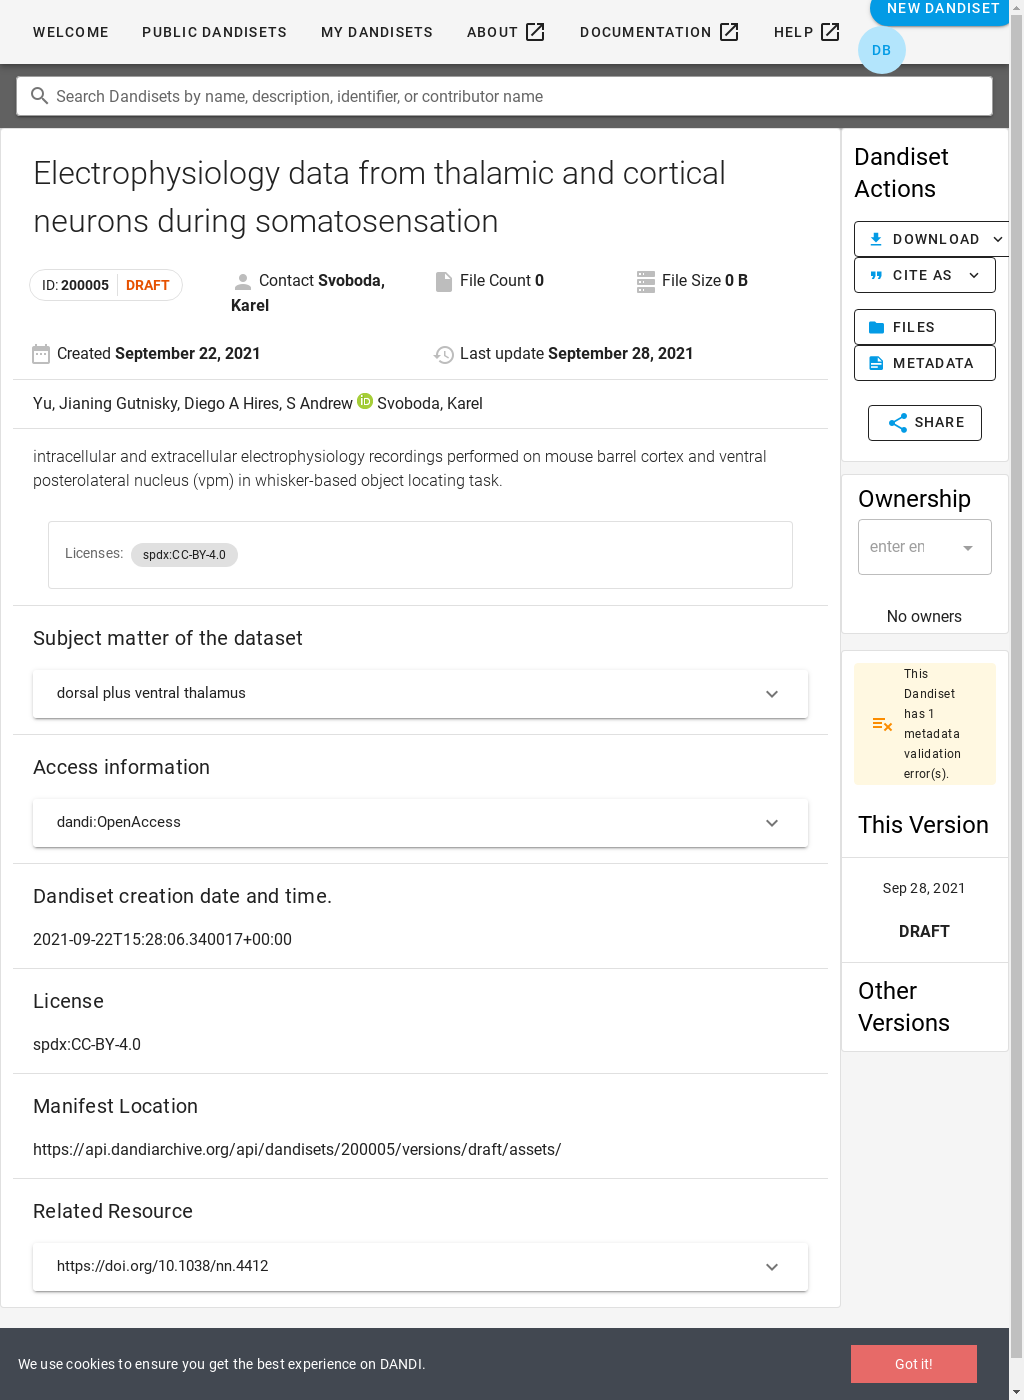 WELCOME PUBLIC DANDISETS MY DANDISETS ABOUT DOCUMENTATION HELP NEW DANDISET
DB
Search Dandisets by name, description, identifier, or contributor name
Electrophysiology data from thalamic and cortical
neurons during somatosensation
ID: 200005 DRAFT
Contact Svoboda,
Karel
File Count 0
File Size 0 B
Created September 22, 2021
Last update September 28, 2021
Yu, Jianing Gutnisky, Diego A Hires, S Andrew iD Svoboda, Karel
intracellular and extracellular electrophysiology recordings performed on mouse barrel cortex and ventral
posterolateral nucleus (vpm) in whisker-based object locating task.
Licenses: spdx:CC-BY-4.0
Subject matter of the dataset
dorsal plus ventral thalamus
Access information
dandi:OpenAccess
Dandiset creation date and time.
2021-09-22T15:28:06.340017+00:00
License
spdx:CC-BY-4.0
Manifest Location
https://api.dandiarchive.org/api/dandisets/200005/versions/draft/assets/
Related Resource
https://doi.org/10.1038/nn.4412
Dandiset
Actions
DOWNLOAD
CITE AS
FILES
METADATA
SHARE
Ownership
enter en
No owners
This
Dandiset
has 1
metadata
validation
error(s).
This Version
Sep 28, 2021
DRAFT
Other
Versions
We use cookies to ensure you get the best experience on DANDI.
Got it!